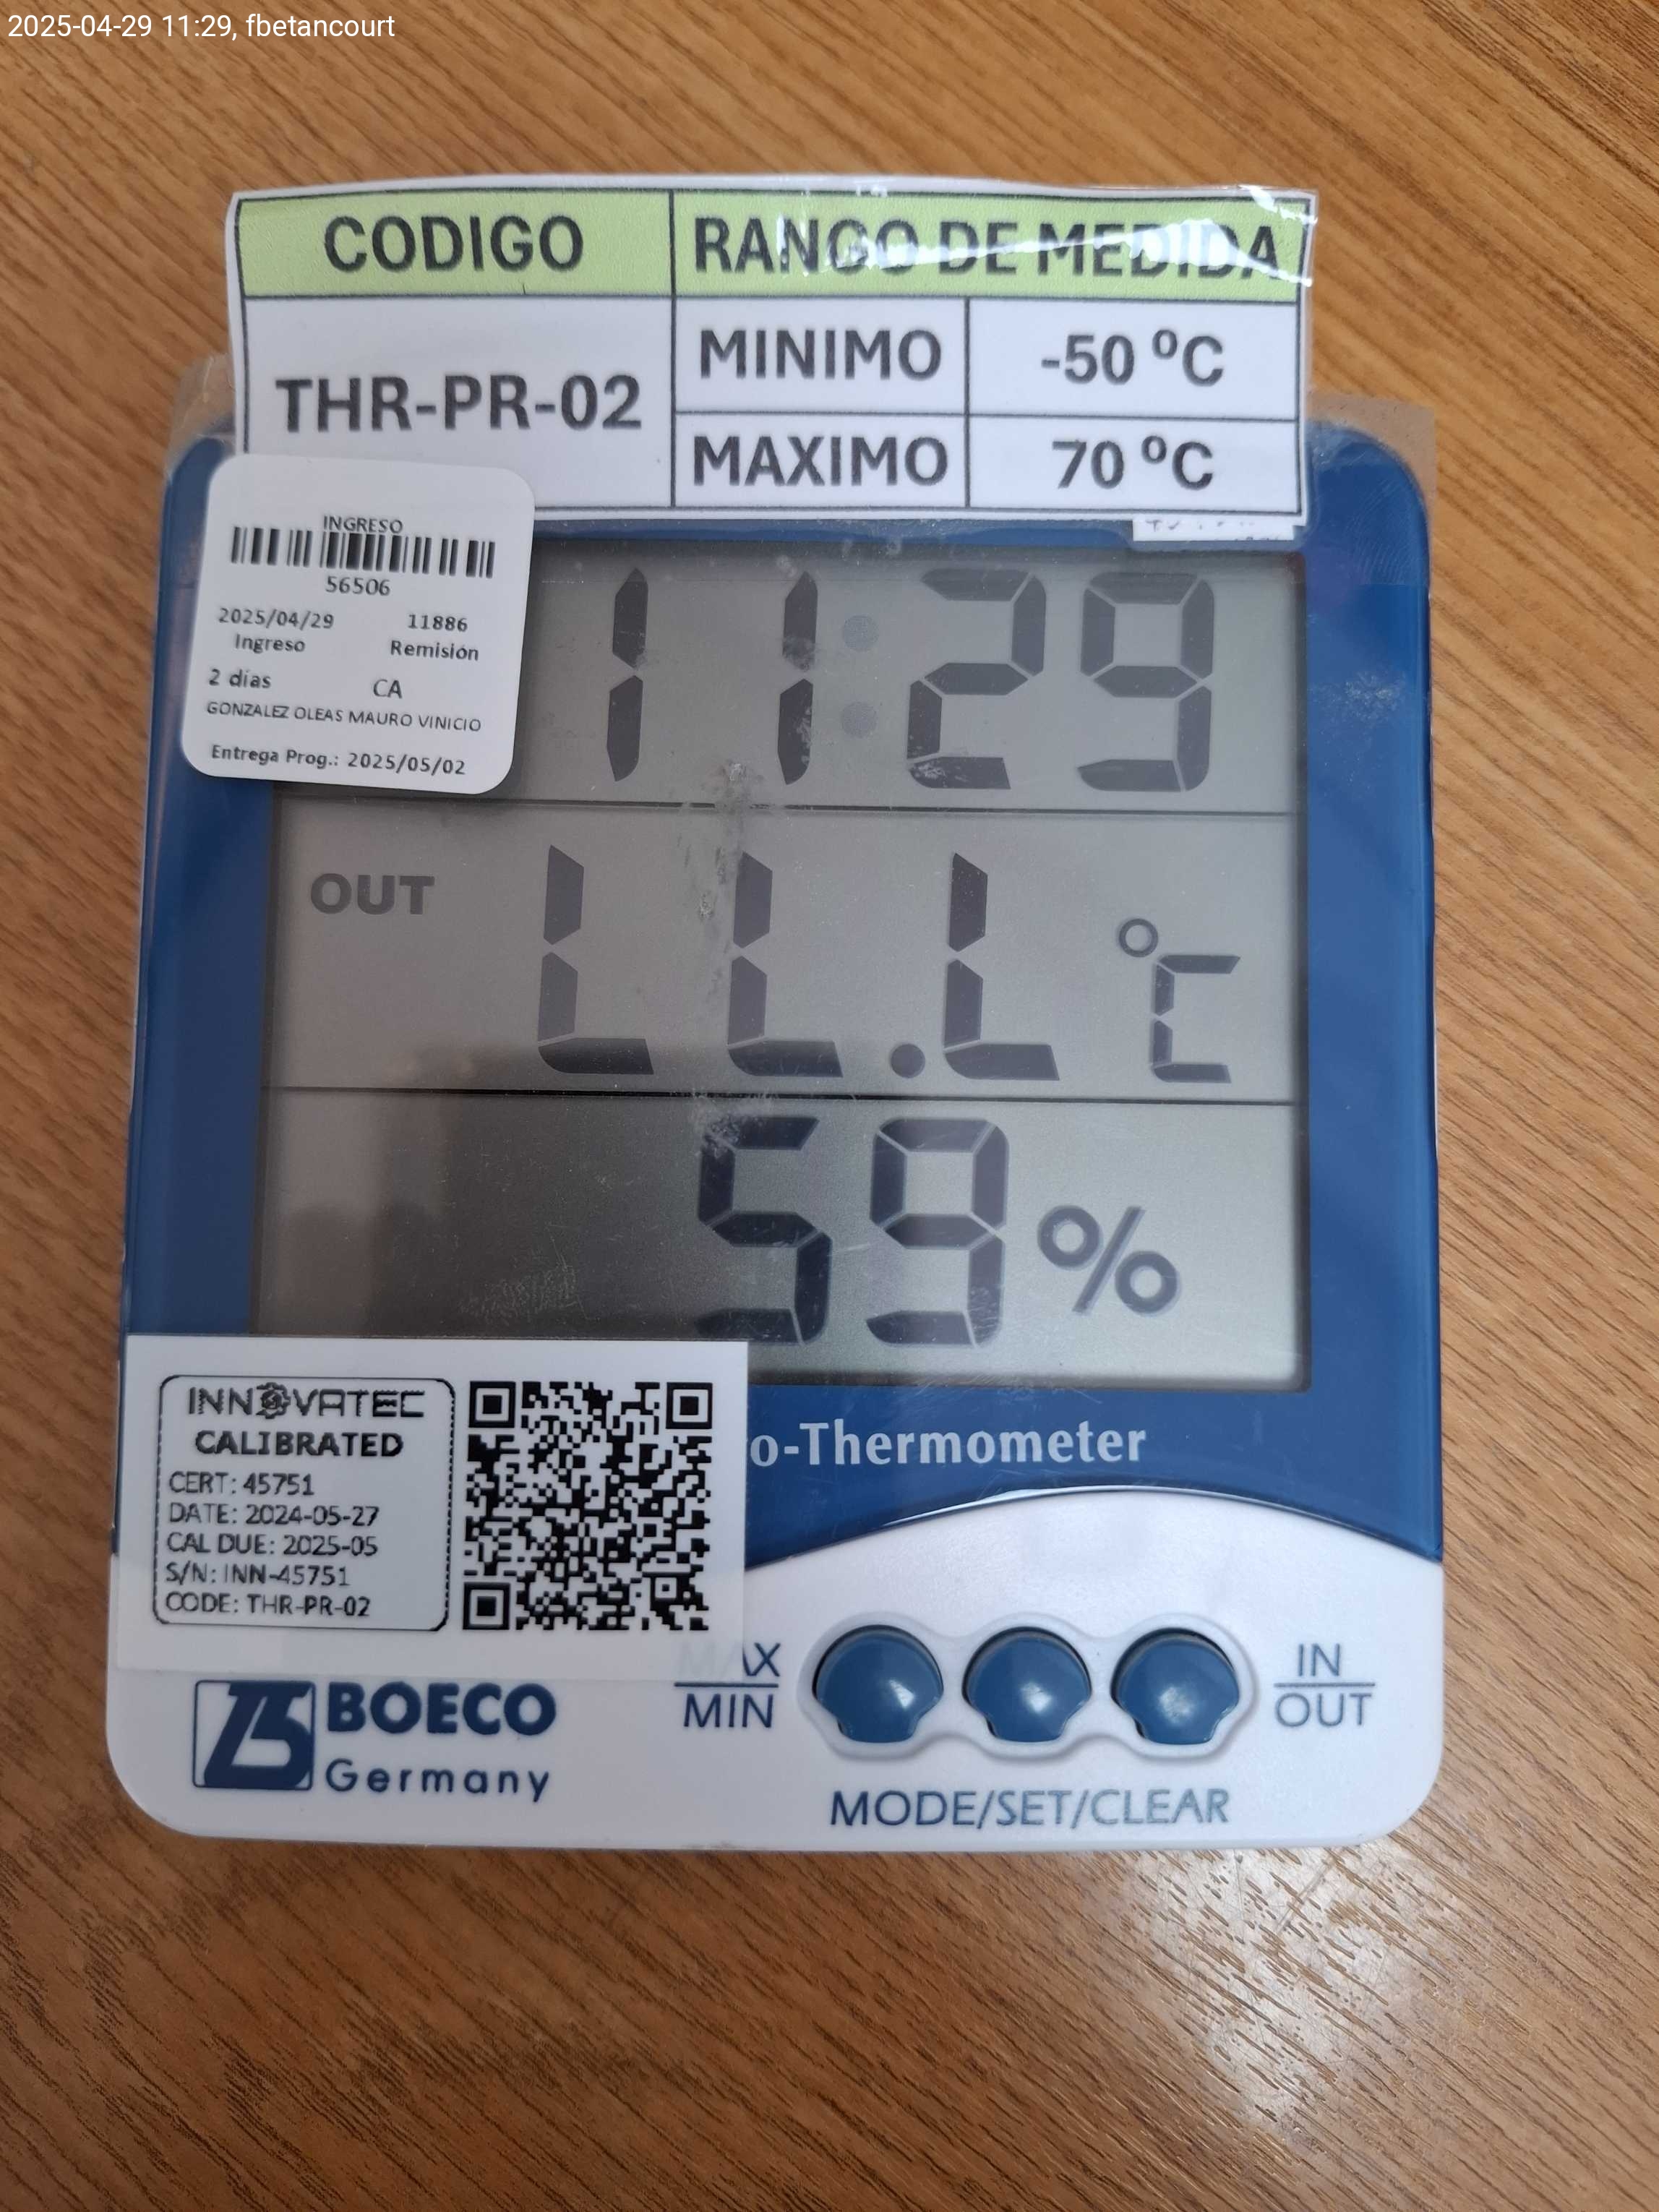 2025-04-29 11:29, fbetancourt
CODIGO
RANGO DE MEDIDA
THR-PR-02
MINIMO
-50 ºC
MAXIMO
70 ºC
INGRESO
56506
2025/04/29 11886
Ingreso Remisión
2 días CA
GONZALEZ OLEAS MAURO VINICIO
Entrega Prog.: 2025/05/02
11:29
OUT LL.L °C
59 %
INNOVATEC
CALIBRATED
CERT: 45751
DATE: 2024-05-27
CAL DUE: 2025-05
S/N: INN-45751
CODE: THR-PR-02
o-Thermometer
BOECO
Germany
MAX
MIN
IN
OUT
MODE/SET/CLEAR